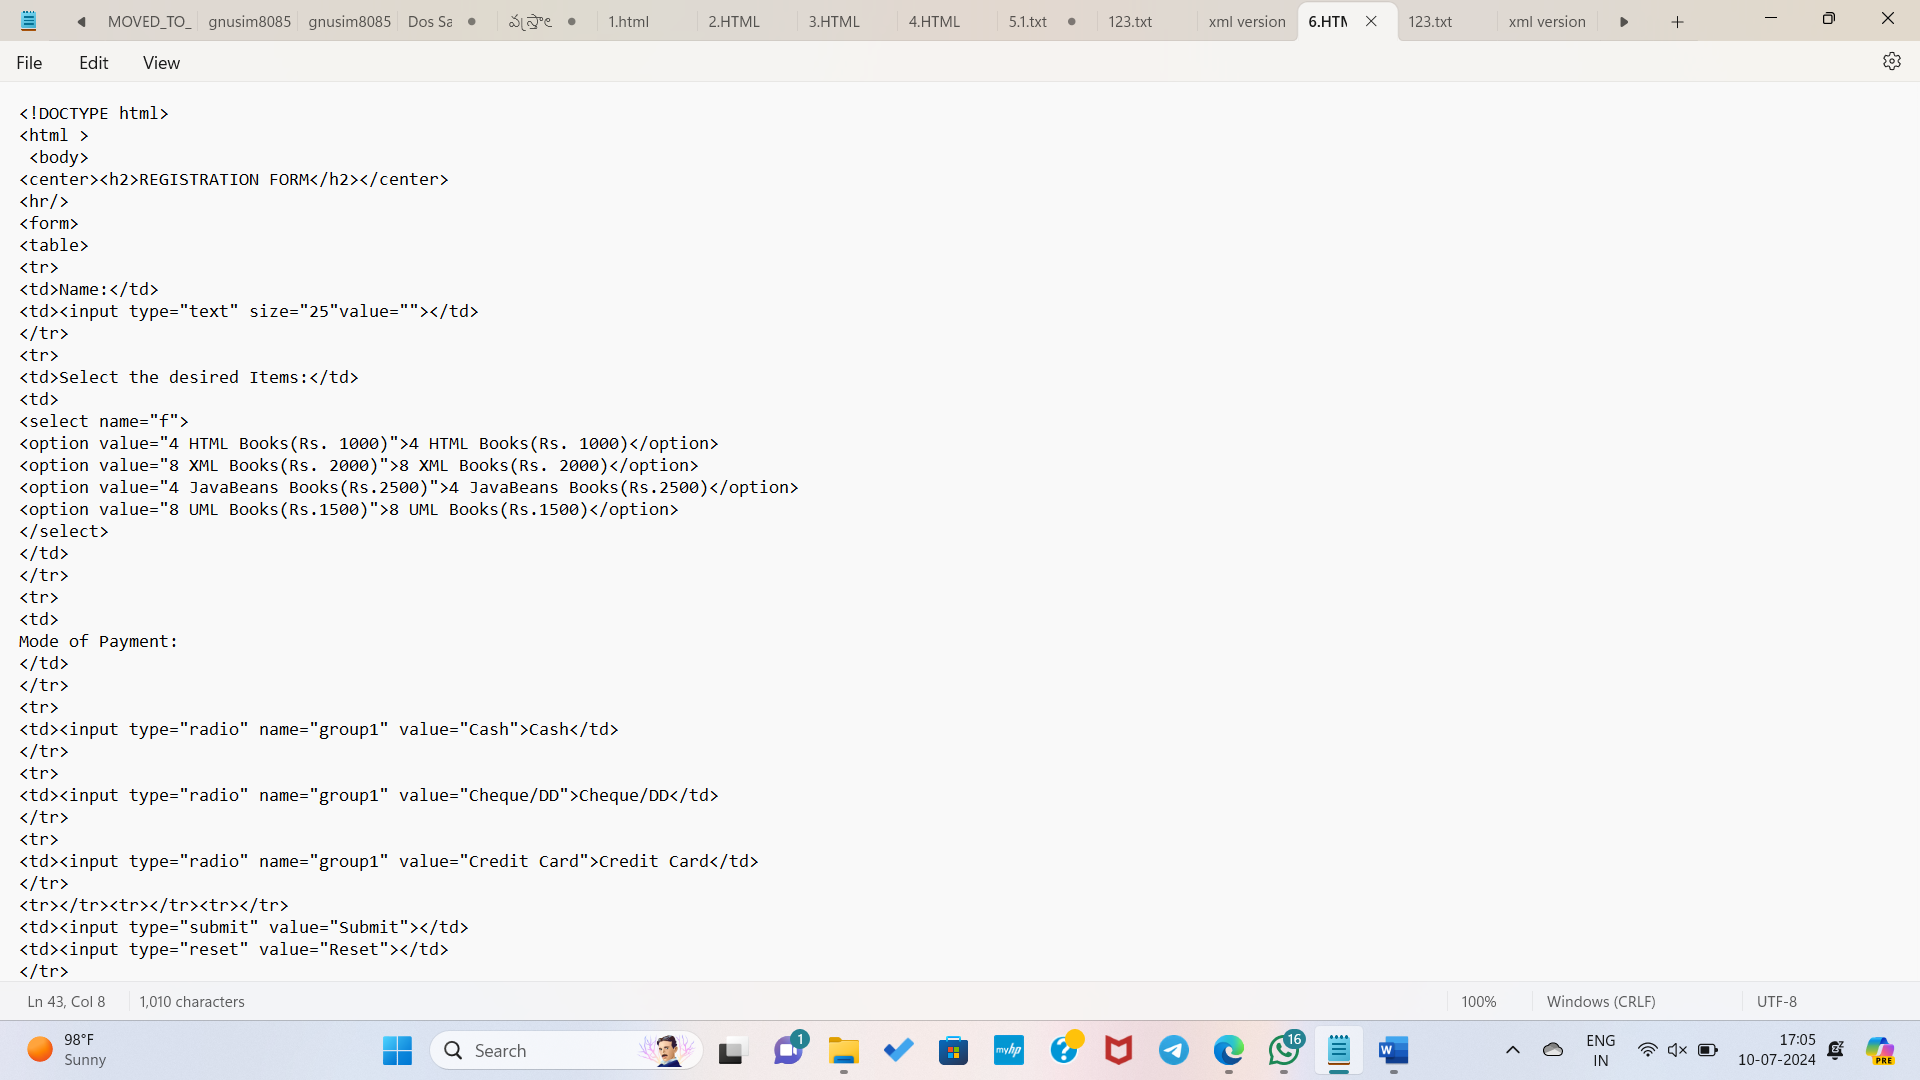 MOVED_TO_ gnusim8085 gnusim8085 Dos Sa 1.html 2.HTML 3.HTML 4.HTML 5.1.txt 123.txt xml version 6.HTM 123.txt xml version
File Edit View
<!DOCTYPE html>
<html >
<body>
<center><h2>REGISTRATION FORM</h2></center>
<hr/>
<form>
<table>
<tr>
<td>Name:</td>
<td><input type="text" size="25"value=""></td>
</tr>
<tr>
<td>Select the desired Items:</td>
<td>
<select name="f">
<option value="4 HTML Books(Rs. 1000)">4 HTML Books(Rs. 1000)</option>
<option value="8 XML Books(Rs. 2000)">8 XML Books(Rs. 2000)</option>
<option value="4 JavaBeans Books(Rs.2500)">4 JavaBeans Books(Rs.2500)</option>
<option value="8 UML Books(Rs.1500)">8 UML Books(Rs.1500)</option>
</select>
</td>
</tr>
<tr>
<td>
Mode of Payment:
</td>
</tr>
<tr>
<td><input type="radio" name="group1" value="Cash">Cash</td>
</tr>
<tr>
<td><input type="radio" name="group1" value="Cheque/DD">Cheque/DD</td>
</tr>
<tr>
<td><input type="radio" name="group1" value="Credit Card">Credit Card</td>
</tr>
<tr></tr><tr></tr><tr></tr>
<td><input type="submit" value="Submit"></td>
<td><input type="reset" value="Reset"></td>
</tr>
Ln 43, Col 8 1,010 characters 100% Windows (CRLF) UTF-8
98°F
Sunny
Search
1
myhp
16
W
ENG
IN
17:05
10-07-2024
PRE